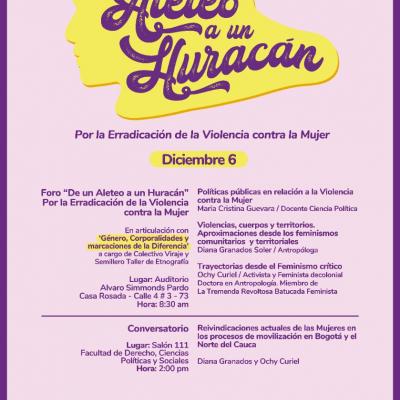 Aleteo
a un
Huracán
Por la Erradicación de la Violencia contra la Mujer
Diciembre 6
Foro "De un Aleteo a un Huracán"
Por la Erradicación de la Violencia
contra la Mujer
En articulación con
'Género, Corporalidades y
marcaciones de la Diferencia'
a cargo de Colectivo Viraje y
Semillero Taller de Etnografía
Lugar: Auditorio
Alvaro Simmonds Pardo
Casa Rosada - Calle 4 # 3 - 73
Hora: 8:30 am
Políticas públicas en relación a la Violencia
contra la Mujer
Maria Cristina Guevara / Docente Ciencia Política
Violencias, cuerpos y territorios.
Aproximaciones desde los feminismos
comunitarios y territoriales
Diana Granados Soler / Antropóloga
Trayectorias desde el Feminismo crítico
Ochy Curiel / Activista y Feminista decolonial
Doctora en Antropología. Miembro de
La Tremenda Revoltosa Batucada Feminista
Conversatorio
Lugar: Salón 111
Facultad de Derecho, Ciencias
Políticas y Sociales
Hora: 2:00 pm
Reivindicaciones actuales de las Mujeres en
los procesos de movilización en Bogotá y el
Norte del Cauca
Diana Granados y Ochy Curiel